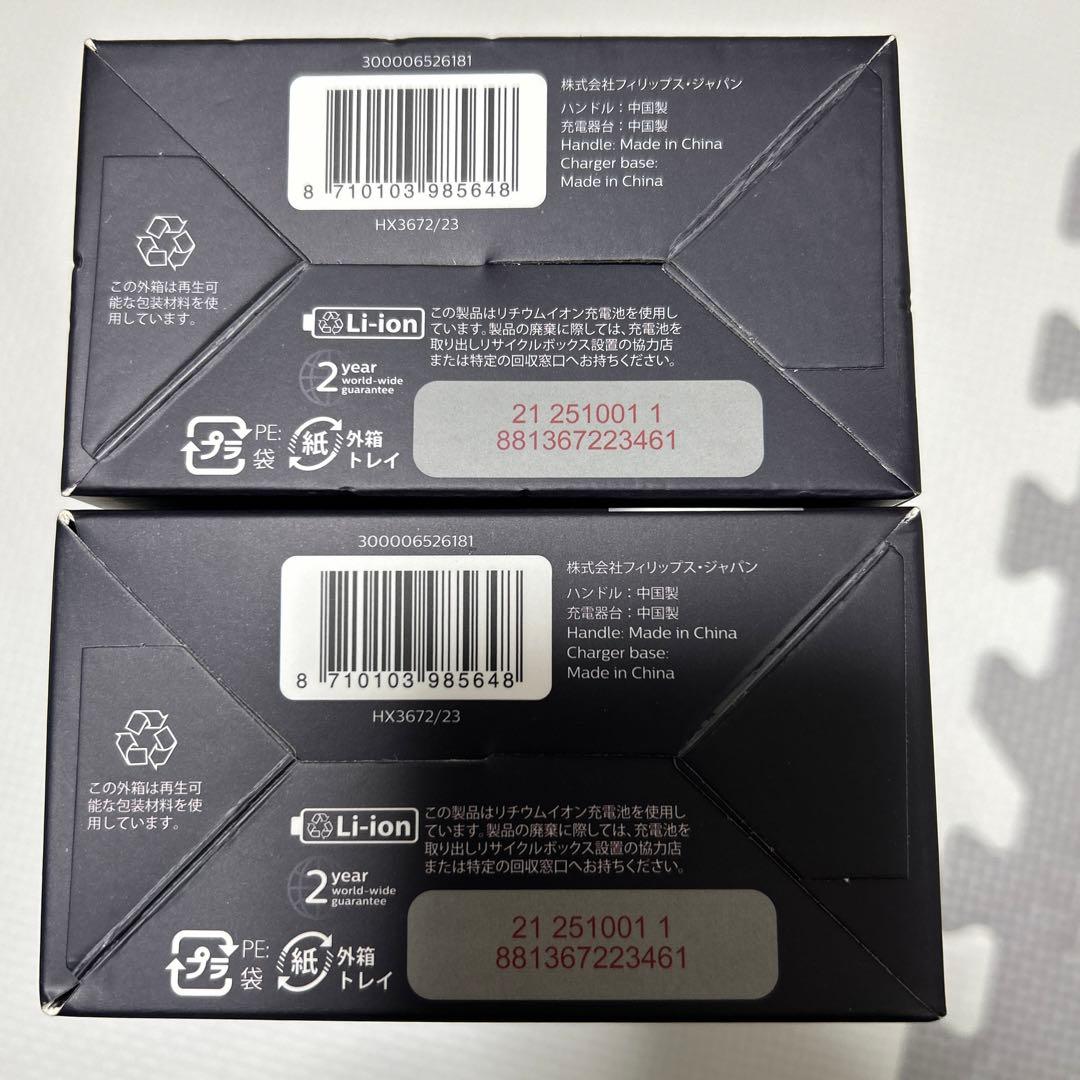 300006526181
8 710103 985648
HX3672/23
株式会社フィリップス・ジャパン
ハンドル：中国製
充電器台：中国製
Handle: Made in China
Charger base:
Made in China
この外箱は再生可
能な包装材料を使
用しています。
Li-ion
この製品はリチウムイオン充電池を使用し
ています。製品の廃棄に際しては、充電池を
取り出しリサイクルボックス設置の協力店
または特定の回収窓口へお持ちください。
2 year
world-wide
guarantee
プラ
PE:
袋
紙
外箱
トレイ
21 251001 1
881367223461
300006526181
8 710103 985648
HX3672/23
株式会社フィリップス・ジャパン
ハンドル：中国製
充電器台：中国製
Handle: Made in China
Charger base:
Made in China
この外箱は再生可
能な包装材料を使
用しています。
Li-ion
この製品はリチウムイオン充電池を使用し
ています。製品の廃棄に際しては、充電池を
取り出しリサイクルボックス設置の協力店
または特定の回収窓口へお持ちください。
2 year
world-wide
guarantee
プラ
PE:
袋
紙
外箱
トレイ
21 251001 1
881367223461